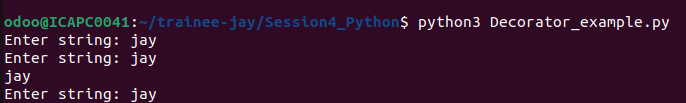 odoo@ICAPC0041:~/trainee-jay/Session4_Python$ python3 Decorator_example.py
Enter string: jay
Enter string: jay
jay
Enter string: jay